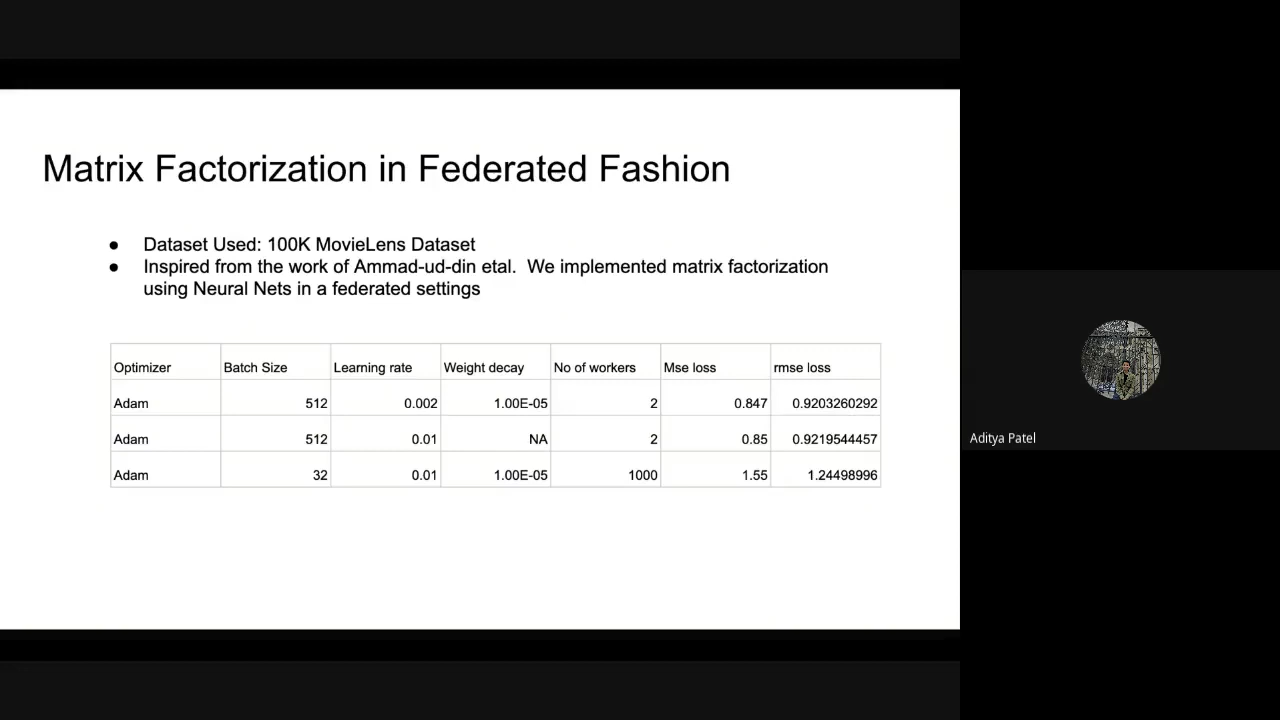 Matrix Factorization in Federated Fashion
● Dataset Used: 100K MovieLens Dataset
● Inspired from the work of Ammad-ud-din etal.  We implemented matrix factorization
using Neural Nets in a federated settings
Optimizer Batch Size Learning rate Weight decay No of workers Mse loss rmse loss
Adam 512 0.002 1.00E-05 2 0.847 0.9203260292
Adam 512 0.01 NA 2 0.85 0.9219544457
Adam 32 0.01 1.00E-05 1000 1.55 1.24498996
Aditya Patel